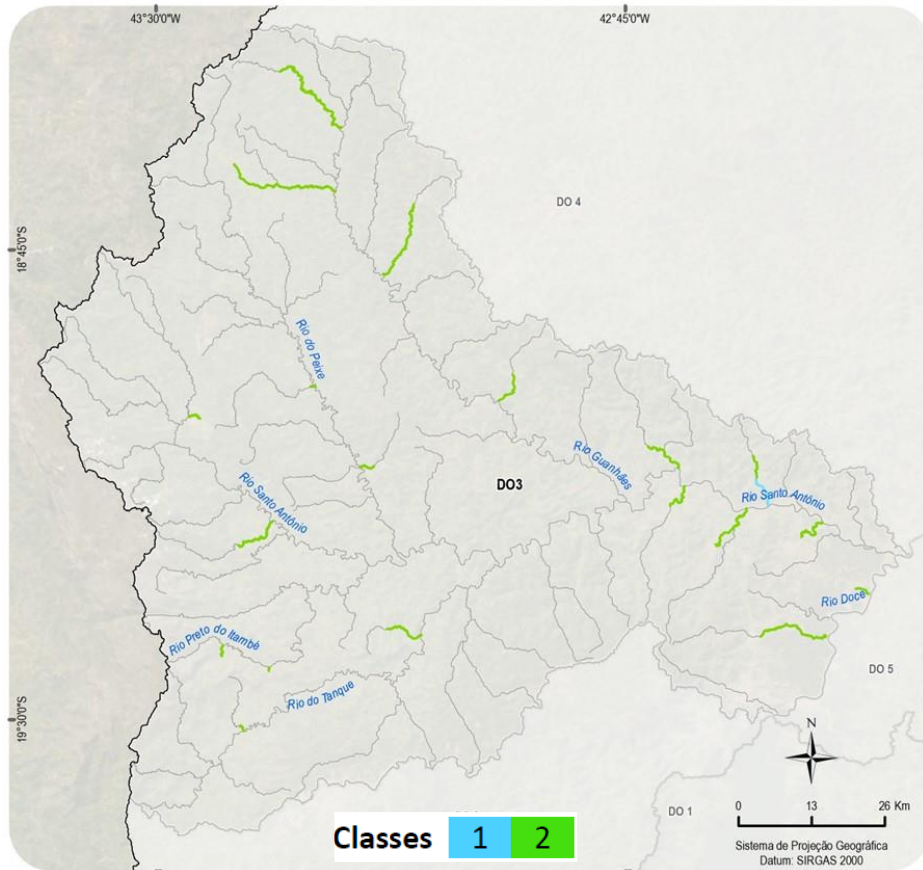 43°30'0"W
42°45'0"W
DO 4
18°45'0"S
Rio do Peixe
Rio Guanhães
DO3
Rio Santo Antônio
Rio Santo Antônio
Rio Doce
Rio Preto do Itambé
DO 5
Rio do Tanque
19°30'0"S
N
DO 1
0 13 26 Km
Classes 1 2
Sistema de Projeção Geográfica
Datum: SIRGAS 2000